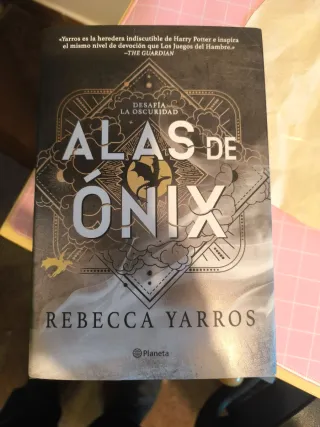 «Yarros es la heredera indiscutible de Harry Potter e inspira
el mismo nivel de devoción que Los Juegos del Hambre.»
–THE GUARDIAN
DESAFÍA
LA OSCURIDAD
ALAS DE
ÓNIX
REBECCA YARROS
Planeta